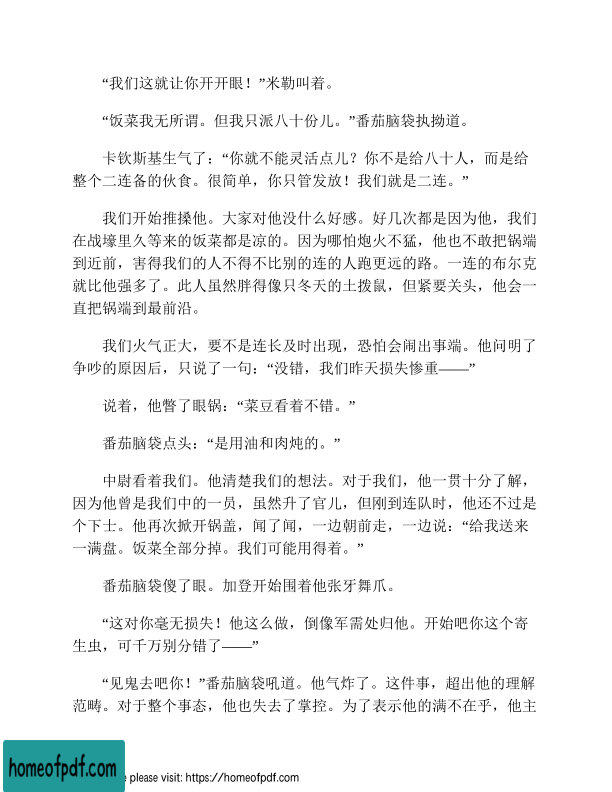 “我们这就让你开开眼！”米勒叫着。
“饭菜我无所谓。但我只派八十份儿。”番茄脑袋执拗道。
卡钦斯基生气了：“你就不能灵活点儿？你不是给八十人，而是给
整个二连备的伙食。很简单，你只管发放！我们就是二连。”
我们开始推搡他。大家对他没什么好感。好几次都是因为他，我们
在战壕里久等来的饭菜都是凉的。因为哪怕炮火不猛，他也不敢把锅端
到近前，害得我们的人不得不比别的连的人跑更远的路。一连的布尔克
就比他强多了。此人虽然胖得像只冬天的土拨鼠，但紧要关头，他会一
直把锅端到最前沿。
我们火气正大，要不是连长及时出现，恐怕会闹出事端。他问明了
争吵的原因后，只说了一句：“没错，我们昨天损失惨重——”
说着，他瞥了眼锅：“菜豆看着不错。”
番茄脑袋点头：“是用油和肉炖的。”
中尉看着我们。他清楚我们的想法。对于我们，他一贯十分了解，
因为他曾是我们中的一员，虽然升了官儿，但刚到连队时，他还不过是
个下士。他再次掀开锅盖，闻了闻，一边朝前走，一边说：“给我送来
一满盘。饭菜全部分掉。我们可能用得着。”
番茄脑袋傻了眼。加登开始围着他张牙舞爪。
“这对你毫无损失！他这么做，倒像军需处归他。开始吧你这个寄
生虫，可千万别分错了——”
“见鬼去吧你！”番茄脑袋吼道。他气炸了。这件事，超出他的理解
范畴。对于整个事态，他也失去了掌控。为了表示他的满不在乎，他主
homeofpdf.com
e please visit: https://homeofpdf.com